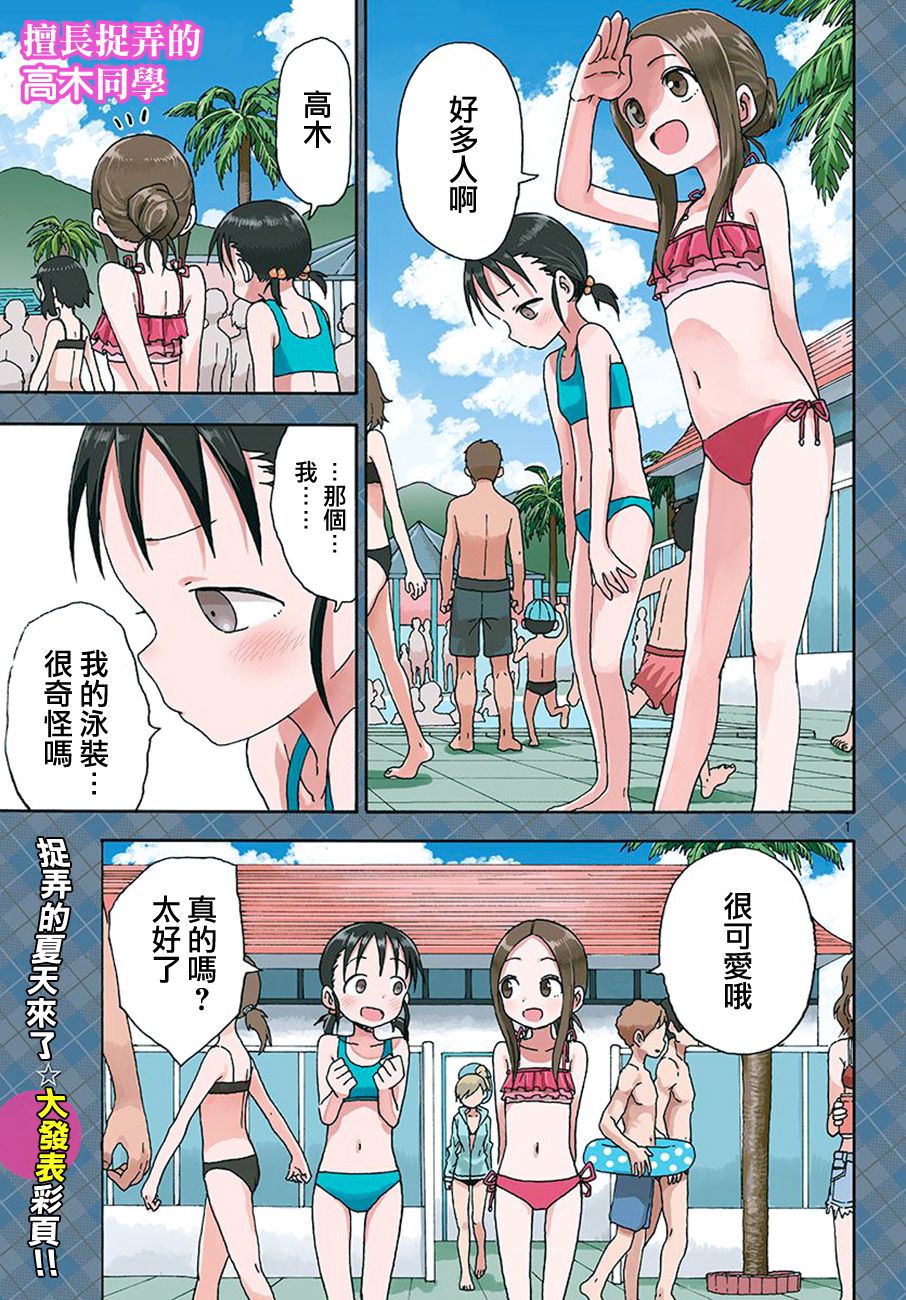 擅長捉弄的
高木同學
好多人啊
高木
…那個…
我……
我的泳裝…
很奇怪嗎
1
很可愛哦
真的嗎?
太好了
捉弄的夏天來了☆大發表彩頁!!